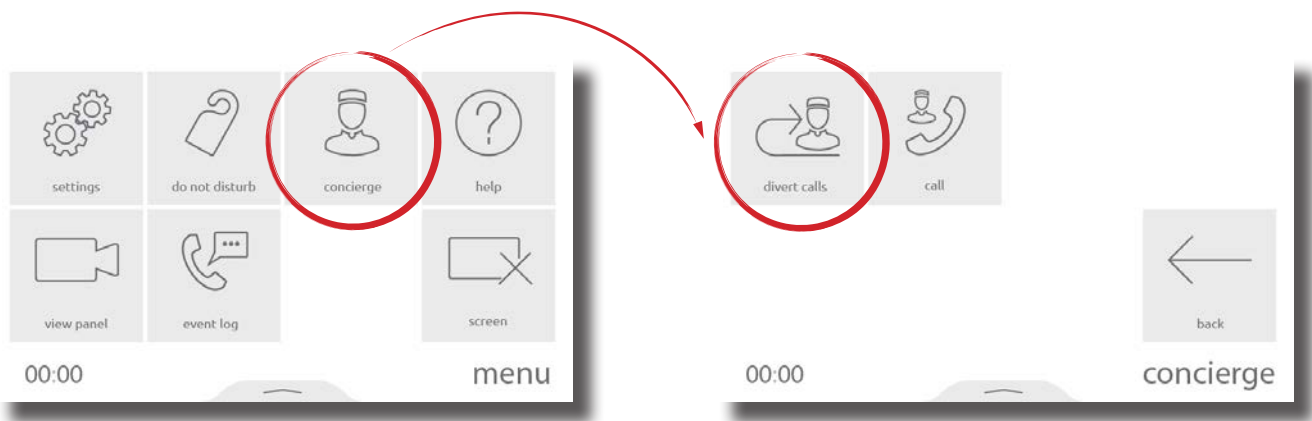 settings
do not disturb
concierge
help
view panel
event log
screen
00:00
menu
divert calls
call
back
00:00
concierge